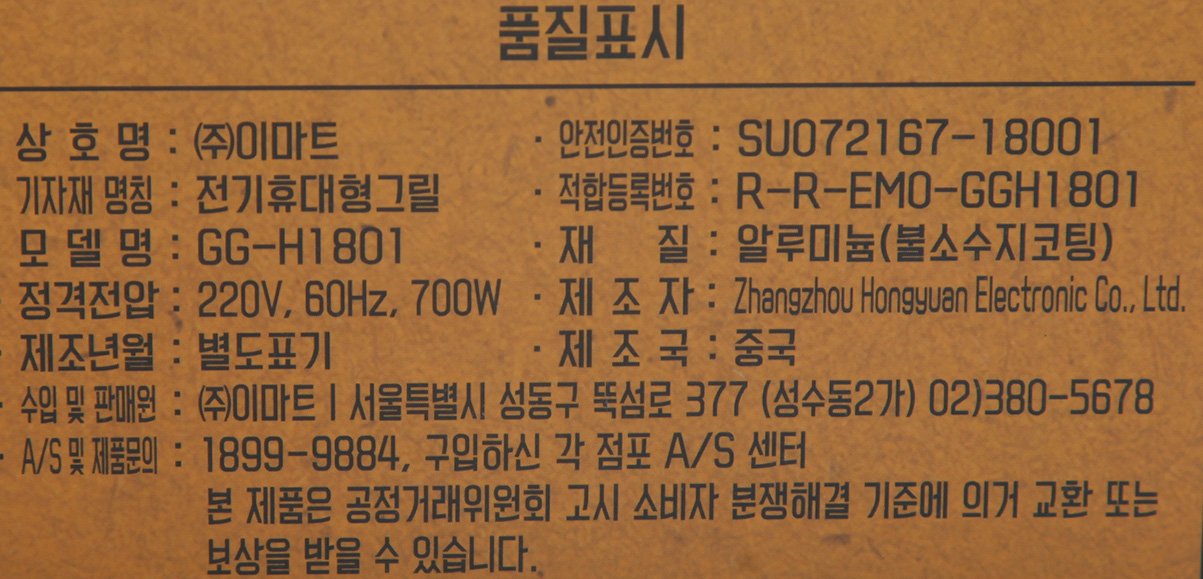 품질표시
상 호 명 : ㈜이마트 · 안전인증번호 : SU072167-18001
기자재 명칭 : 전기휴대형그릴 · 적합등록번호 : R-R-EMO-GGH1801
모 델 명 : GG-H1801 · 재 질 : 알루미늄(불소수지코팅)
· 정격전압 : 220V, 60Hz, 700W · 제 조 자 : Zhangzhou Hongyuan Electronic Co., Ltd.
· 제조년월 : 별도표기 · 제 조 국 : 중국
· 수입 및 판매원 : ㈜이마트 | 서울특별시 성동구 뚝섬로 377 (성수동2가) 02)380-5678
· A/S 및 제품문의 : 1899-9884, 구입하신 각 점포 A/S 센터
본 제품은 공정거래위원회 고시 소비자 분쟁해결 기준에 의거 교환 또는
보상을 받을 수 있습니다.